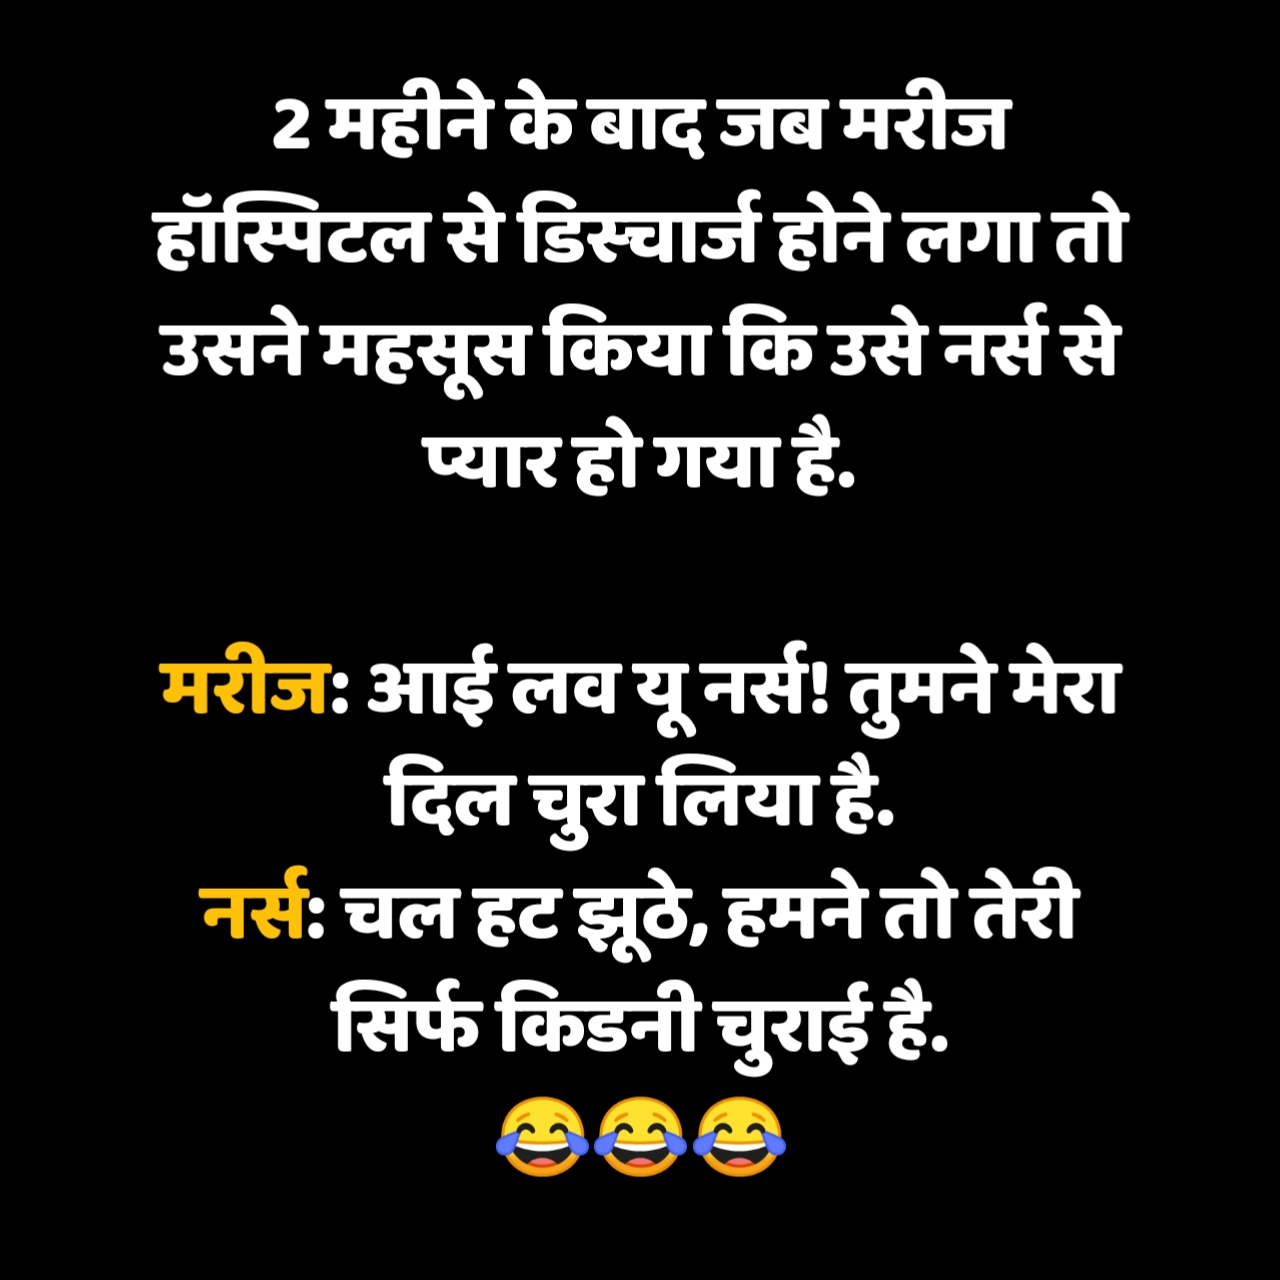 2 महीने के बाद जब मरीज
हॉस्पिटल से डिस्चार्ज होने लगा तो
उसने महसूस किया कि उसे नर्स से
प्यार हो गया है.
मरीज: आई लव यू नर्स! तुमने मेरा
दिल चुरा लिया है.
नर्स: चल हट झूठे, हमने तो तेरी
सिर्फ किडनी चुराई है.
😂😂😂